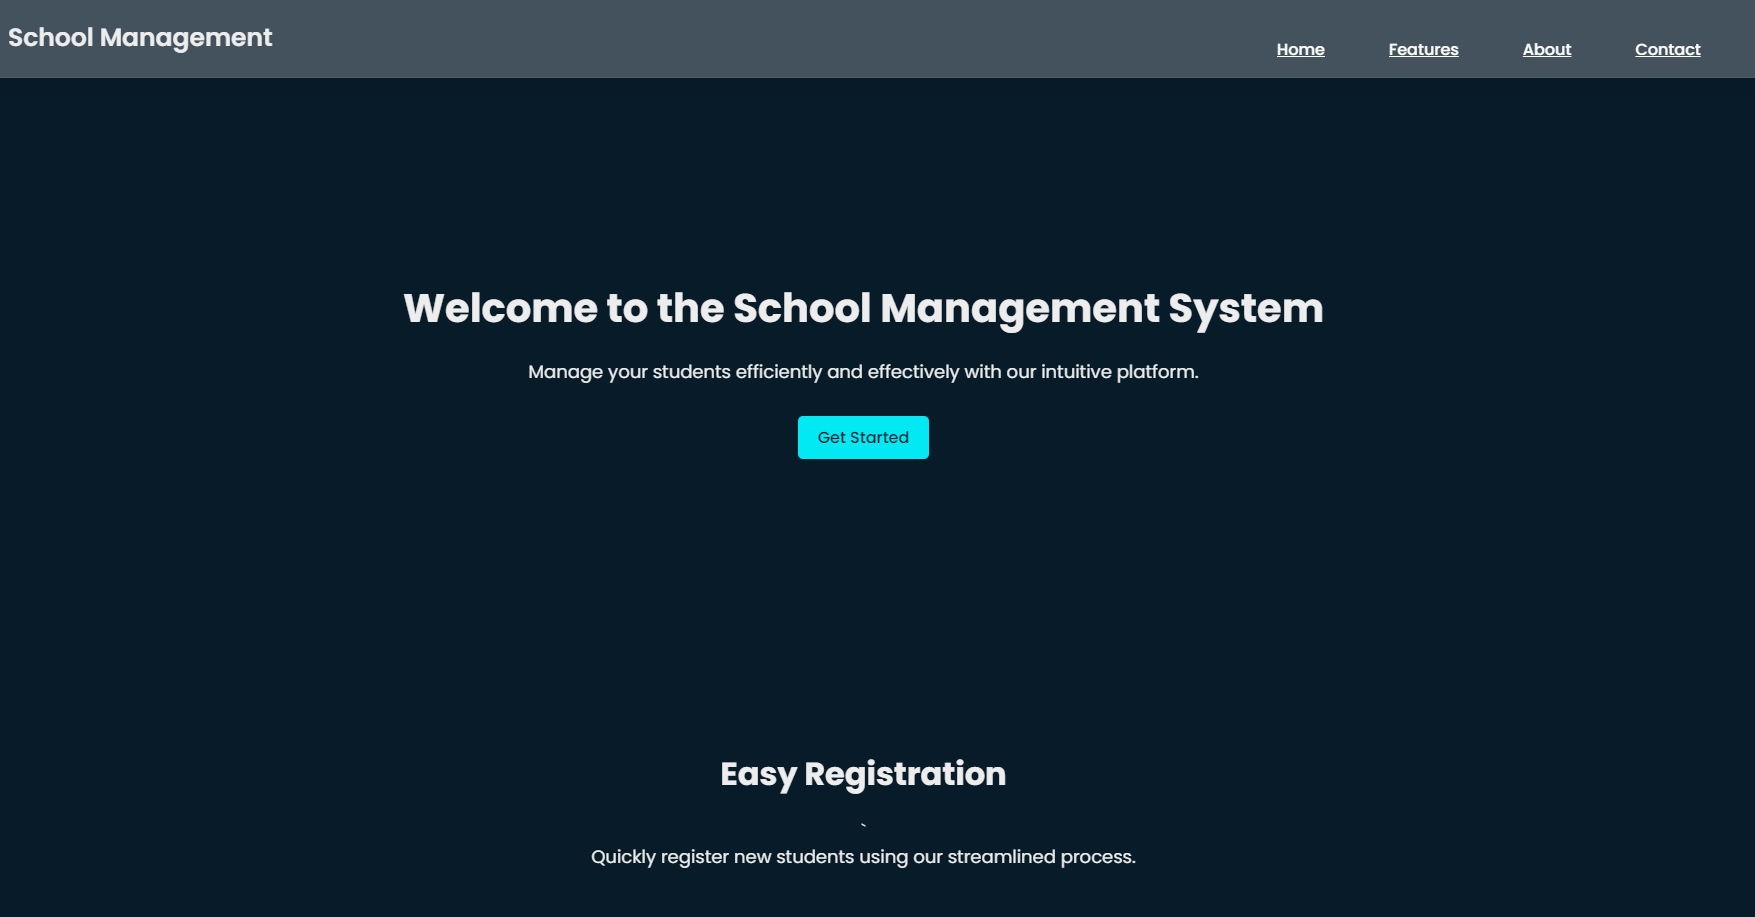 School Management
Home Features About Contact
Welcome to the School Management System
Manage your students efficiently and effectively with our intuitive platform.
Get Started
Easy Registration
`
Quickly register new students using our streamlined process.